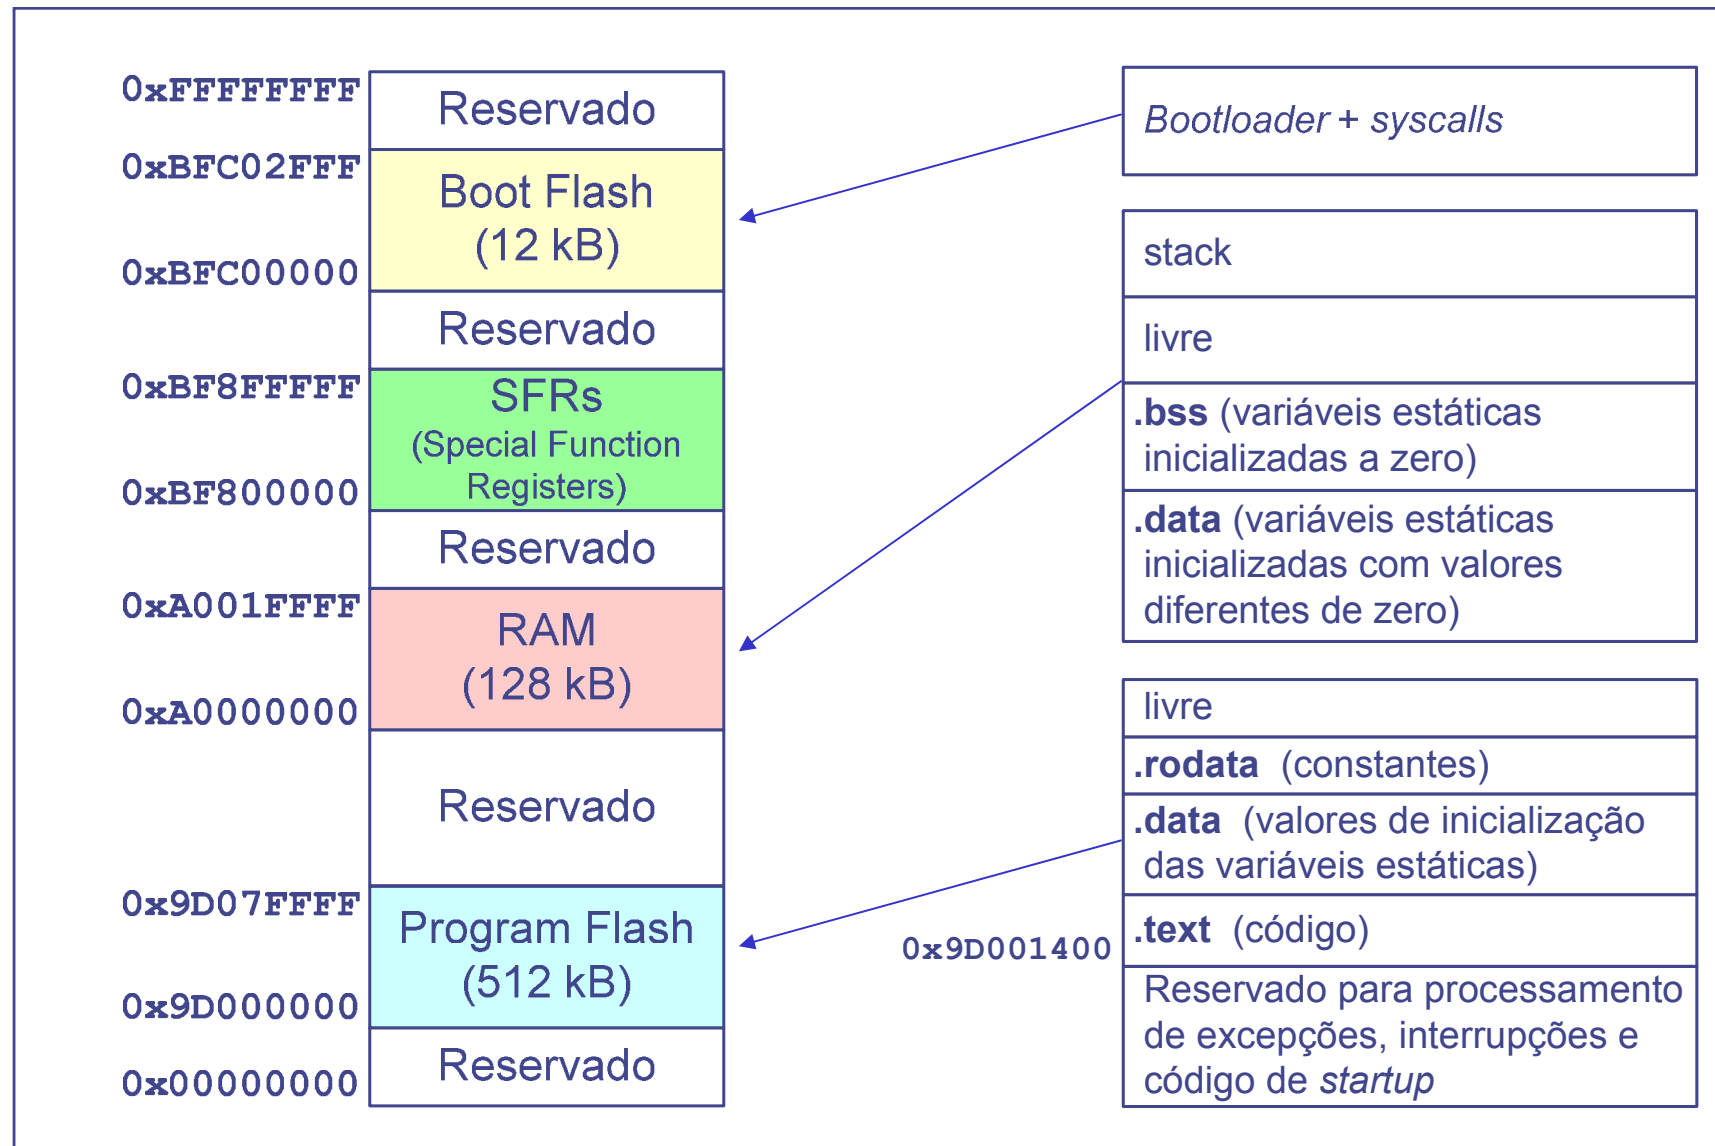 0xFFFFFFFF
Reservado
0xBFC02FFF
Boot Flash
(12 kB)
0xBFC00000
Reservado
0xBF8FFFFF
SFRs
(Special Function
Registers)
0xBF800000
Reservado
0xA001FFFF
RAM
(128 kB)
0xA0000000
Reservado
0x9D07FFFF
Program Flash
(512 kB)
0x9D000000
Reservado
0x00000000
Bootloader + syscalls
stack
livre
.bss (variáveis estáticas
inicializadas a zero)
.data (variáveis estáticas
inicializadas com valores
diferentes de zero)
livre
.rodata (constantes)
.data (valores de inicialização
das variáveis estáticas)
0x9D001400
.text (código)
Reservado para processamento
de excepções, interrupções e
código de startup